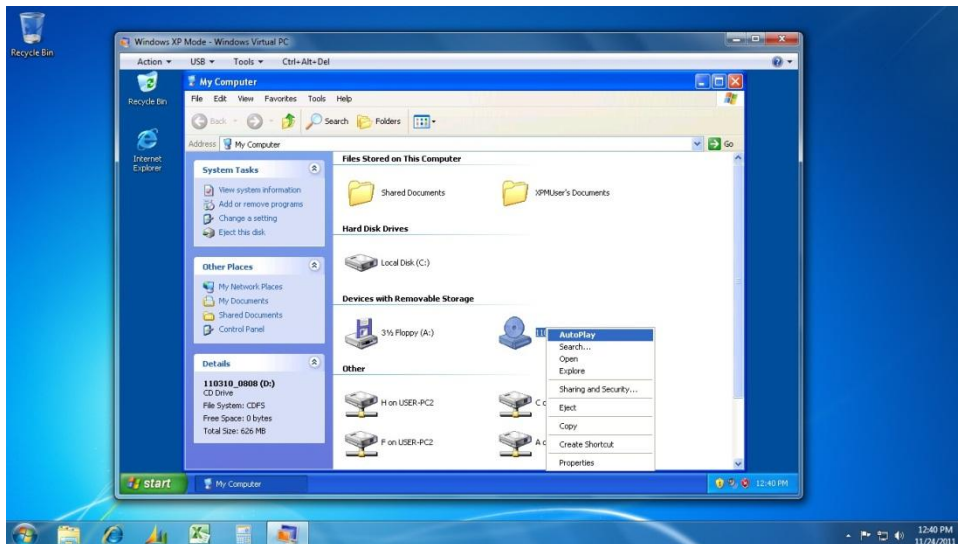 Recycle Bin
Windows XP Mode - Windows Virtual PC
Action USB Tools Ctrl+Alt+Del
Recycle Bin
Internet
Explorer
My Computer
File Edit View Favorites Tools Help
Back Search Folders
Address My Computer Go
System Tasks
View system information
Add or remove programs
Change a setting
Eject this disk
Other Places
My Network Places
My Documents
Shared Documents
Control Panel
Details
110310_0808 (D:)
CD Drive
File System: CDFS
Free Space: 0 bytes
Total Size: 626 MB
Files Stored on This Computer
Shared Documents XPMUser's Documents
Hard Disk Drives
Local Disk (C:)
Devices with Removable Storage
3½ Floppy (A:)
Other
H on USER-PC2
F on USER-PC2
AutoPlay
Search...
Open
Explore
Sharing and Security...
Eject
Copy
Create Shortcut
Properties
start My Computer 12:40 PM
12:40 PM
11/24/2011